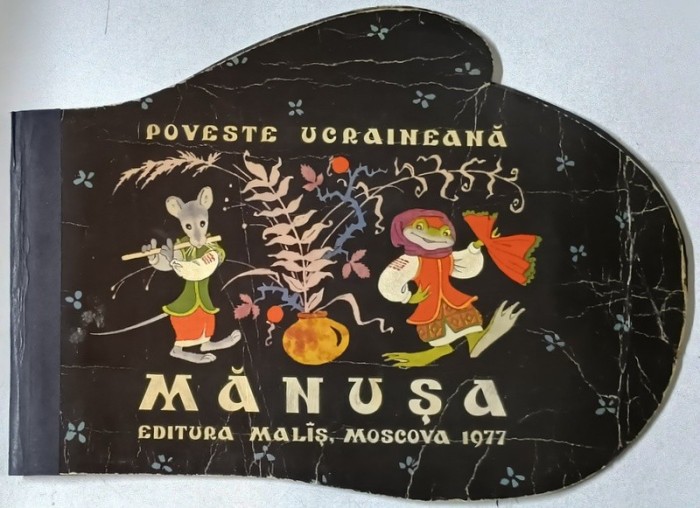 POVESTE UCRAINEANĂ
MĂNUŞA
EDITURA MALÎŞ, MOSCOVA 1977